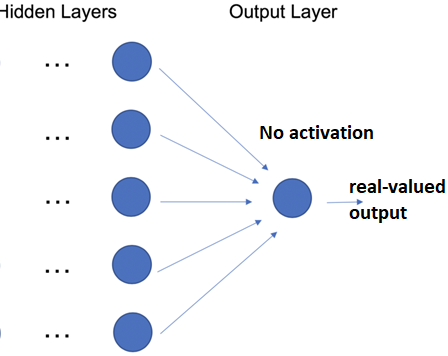 Hidden Layers
Output Layer
...
...
No activation
...
real-valued
output
...
...